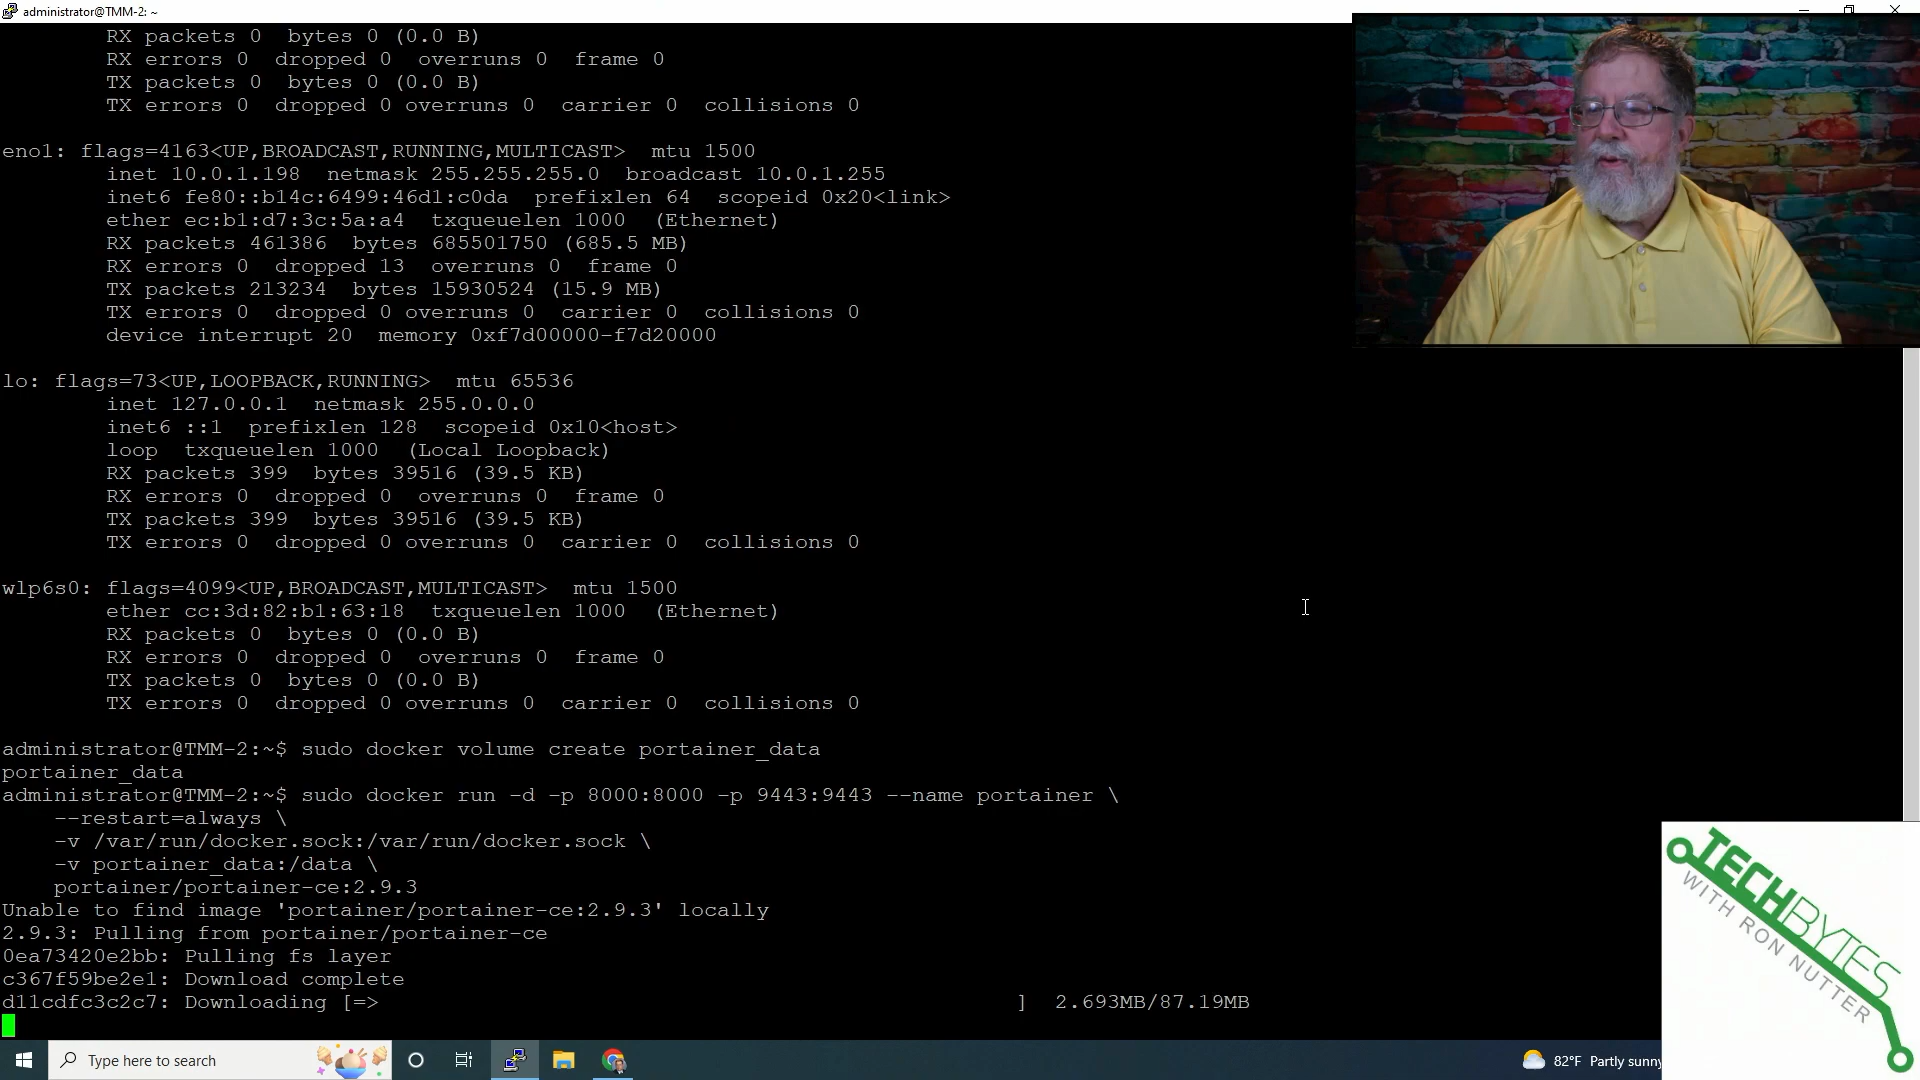 administrator@TMM-2: ~
RX packets 0  bytes 0 (0.0 B)
RX errors 0  dropped 0  overruns 0  frame 0
TX packets 0  bytes 0 (0.0 B)
TX errors 0  dropped 0 overruns 0  carrier 0  collisions 0
eno1: flags=4163<UP,BROADCAST,RUNNING,MULTICAST>  mtu 1500
inet 10.0.1.198  netmask 255.255.255.0  broadcast 10.0.1.255
inet6 fe80::b14c:6499:46d1:c0da  prefixlen 64  scopeid 0x20<link>
ether ec:b1:d7:3c:5a:a4  txqueuelen 1000  (Ethernet)
RX packets 461386  bytes 685501750 (685.5 MB)
RX errors 0  dropped 13  overruns 0  frame 0
TX packets 213234  bytes 15930524 (15.9 MB)
TX errors 0  dropped 0 overruns 0  carrier 0  collisions 0
device interrupt 20  memory 0xf7d00000-f7d20000
lo: flags=73<UP,LOOPBACK,RUNNING>  mtu 65536
inet 127.0.0.1  netmask 255.0.0.0
inet6 ::1  prefixlen 128  scopeid 0x10<host>
loop  txqueuelen 1000  (Local Loopback)
RX packets 399  bytes 39516 (39.5 KB)
RX errors 0  dropped 0  overruns 0  frame 0
TX packets 399  bytes 39516 (39.5 KB)
TX errors 0  dropped 0 overruns 0  carrier 0  collisions 0
wlp6s0: flags=4099<UP,BROADCAST,MULTICAST>  mtu 1500
ether cc:3d:82:b1:63:18  txqueuelen 1000  (Ethernet)
RX packets 0  bytes 0 (0.0 B)
RX errors 0  dropped 0  overruns 0  frame 0
TX packets 0  bytes 0 (0.0 B)
TX errors 0  dropped 0 overruns 0  carrier 0  collisions 0
administrator@TMM-2:~$ sudo docker volume create portainer_data
portainer_data
administrator@TMM-2:~$ sudo docker run -d -p 8000:8000 -p 9443:9443 --name portainer \
--restart=always \
-v /var/run/docker.sock:/var/run/docker.sock \
-v portainer_data:/data \
portainer/portainer-ce:2.9.3
Unable to find image 'portainer/portainer-ce:2.9.3' locally
2.9.3: Pulling from portainer/portainer-ce
0ea73420e2bb: Pulling fs layer
c367f59be2e1: Download complete
d11cdfc3c2c7: Downloading [=>                                                 ]  2.693MB/87.19MB
TECHBYTES
WITH RON NUTTER
Type here to search
82°F Partly sunny